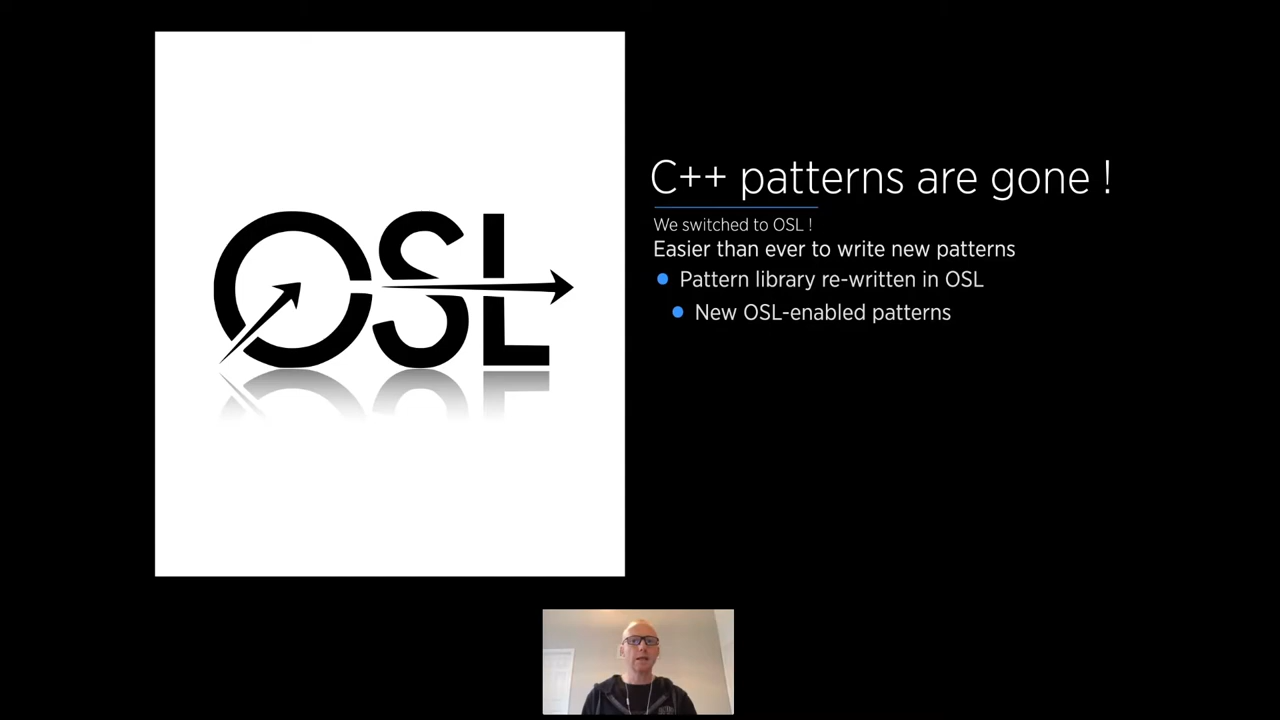 OSL
C++ patterns are gone !
We switched to OSL !
Easier than ever to write new patterns
Pattern library re-written in OSL
New OSL-enabled patterns